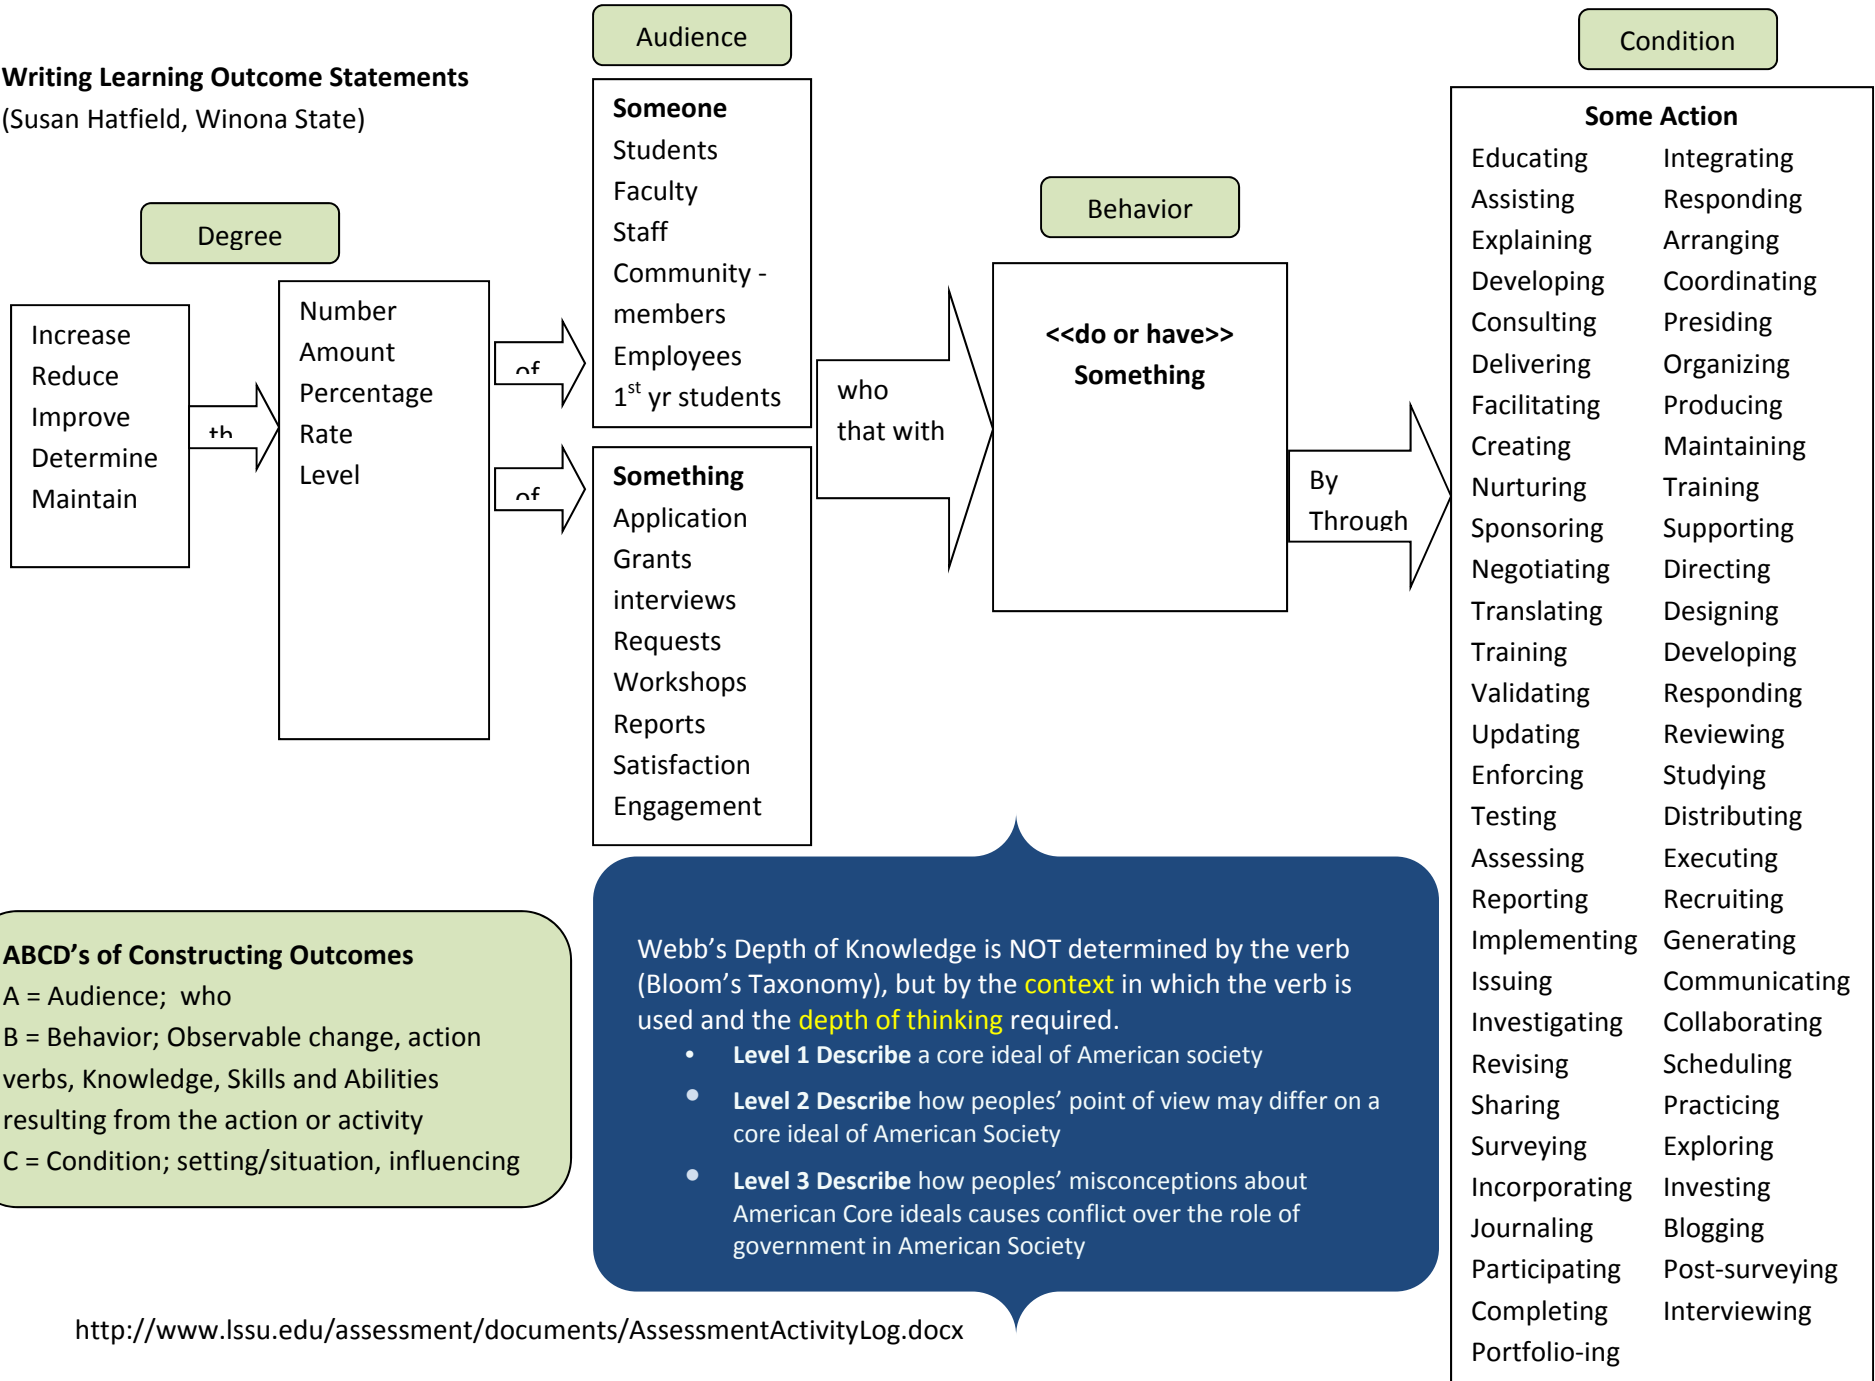 Writing Learning Outcome Statements
(Susan Hatfield, Winona State)
Degree
Increase
Reduce
Improve
Determine
Maintain
th
Number
Amount
Percentage
Rate
Level
of
of
Audience
Someone
Students
Faculty
Staff
Community -
members
Employees
1st yr students
Something
Application
Grants
interviews
Requests
Workshops
Reports
Satisfaction
Engagement
who
that with
Behavior
<<do or have>>
Something
By
Through
Condition
Some Action
Educating Integrating
Assisting Responding
Explaining Arranging
Developing Coordinating
Consulting Presiding
Delivering Organizing
Facilitating Producing
Creating Maintaining
Nurturing Training
Sponsoring Supporting
Negotiating Directing
Translating Designing
Training Developing
Validating Responding
Updating Reviewing
Enforcing Studying
Testing Distributing
Assessing Executing
Reporting Recruiting
Implementing Generating
Issuing Communicating
Investigating Collaborating
Revising Scheduling
Sharing Practicing
Surveying Exploring
Incorporating Investing
Journaling Blogging
Participating Post-surveying
Completing Interviewing
Portfolio-ing
ABCD’s of Constructing Outcomes
A = Audience; who
B = Behavior; Observable change, action
verbs, Knowledge, Skills and Abilities
resulting from the action or activity
C = Condition; setting/situation, influencing
Webb’s Depth of Knowledge is NOT determined by the verb
(Bloom’s Taxonomy), but by the context in which the verb is
used and the depth of thinking required.
• Level 1 Describe a core ideal of American society
• Level 2 Describe how peoples’ point of view may differ on a
core ideal of American Society
• Level 3 Describe how peoples’ misconceptions about
American Core ideals causes conflict over the role of
government in American Society
http://www.lssu.edu/assessment/documents/AssessmentActivityLog.docx